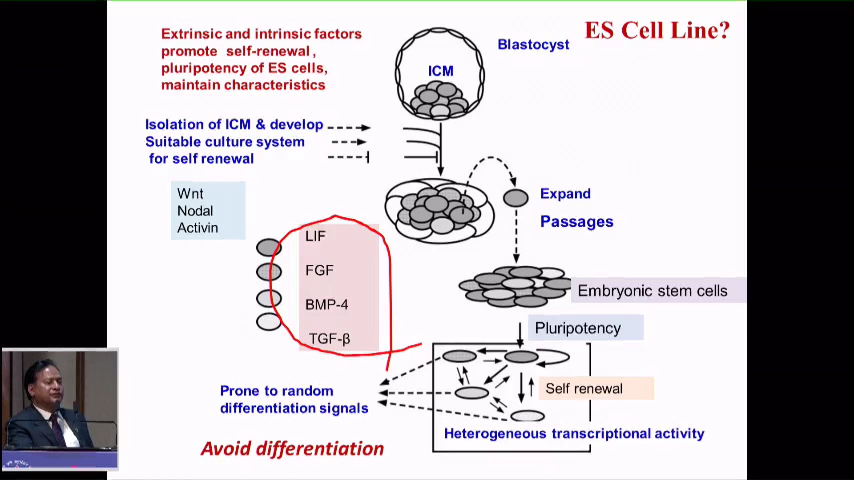 ES Cell Line?
Extrinsic and intrinsic factors
promote self-renewal ,
pluripotency of ES cells,
maintain characteristics
Blastocyst
ICM
Isolation of ICM & develop
Suitable culture system
for self renewal
Wnt
Nodal
Activin
Expand
Passages
LIF
FGF
BMP-4
TGF-β
Embryonic stem cells
Pluripotency
Self renewal
Prone to random
differentiation signals
Heterogeneous transcriptional activity
Avoid differentiation